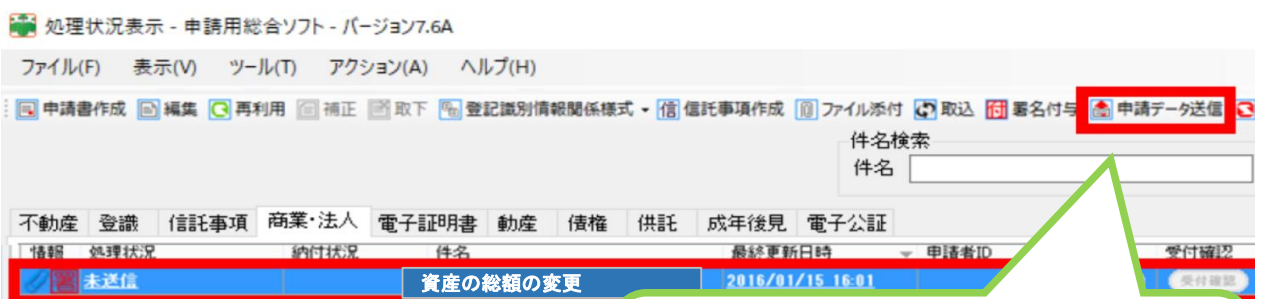 処理状況表示 - 申請用総合ソフト - バージョン7.6A
ファイル(F) 表示(V) ツール(T) アクション(A) ヘルプ(H)
申請書作成 編集 再利用 補正 取下 登記識別情報関係様式 信 信託事項作成 ファイル添付 取込 付 署名付与 申請データ送信
件名検索
件名
不動産 登識 信託事項 商業・法人 電子証明書 動産 債権 供託 成年後見 電子公証
情報 処理状況 納付状況 件名 最終更新日時 申請者ID 受付確認
未送信 資産の総額の変更 2016/01/15 16:01 受付確認